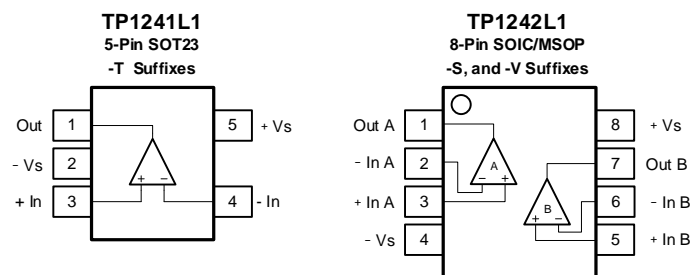 TP1241L1
5-Pin SOT23
-T Suffixes
Out 1 5 + Vs
- Vs 2
+ In 3 4 - In
+ -
TP1242L1
8-Pin SOIC/MSOP
-S, and -V Suffixes
Out A 1 8 + Vs
- In A 2 7 Out B
A
- +
+ In A 3 6 - In B
B
+ -
- Vs 4 5 + In B